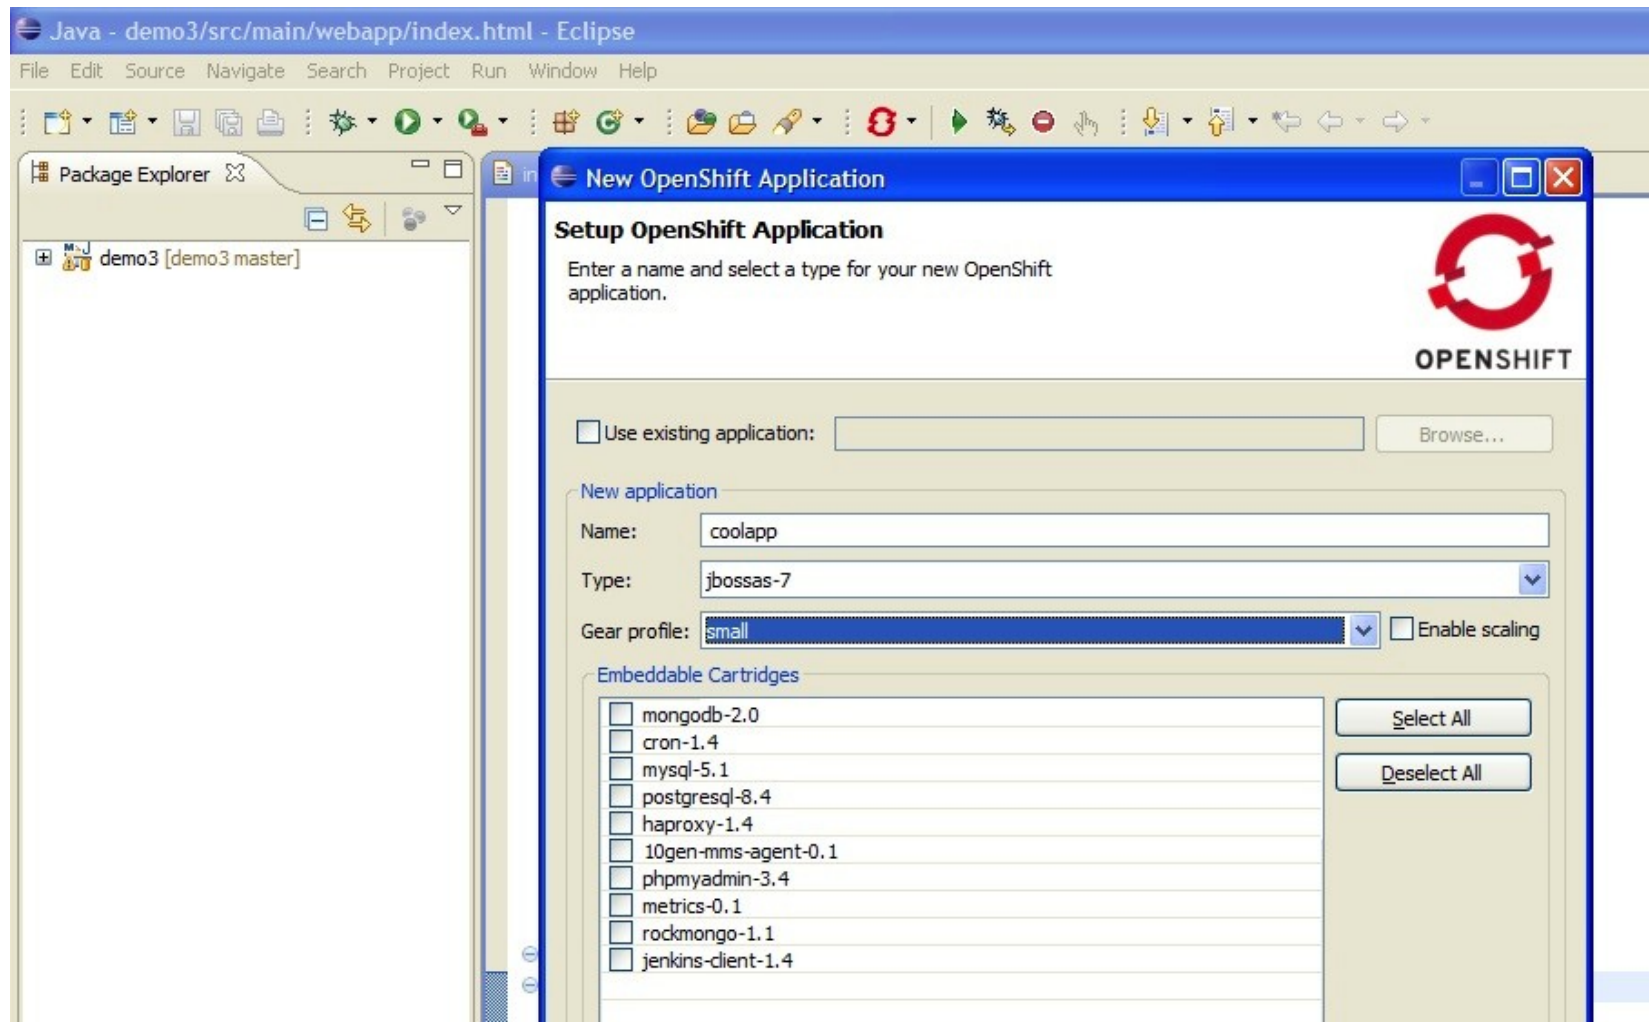 Java - demo3/src/main/webapp/index.html - Eclipse
File Edit Source Navigate Search Project Run Window Help
Package Explorer
demo3 [demo3 master]
in
New OpenShift Application
Setup OpenShift Application
Enter a name and select a type for your new OpenShift
application.
OPENSHIFT
Use existing application:
Browse...
New application
Name: coolapp
Type: jbossas-7
Gear profile: small Enable scaling
Embeddable Cartridges
mongodb-2.0
cron-1.4
mysql-5.1
postgresql-8.4
haproxy-1.4
10gen-mms-agent-0.1
phpmyadmin-3.4
metrics-0.1
rockmongo-1.1
jenkins-client-1.4
Select All
Deselect All